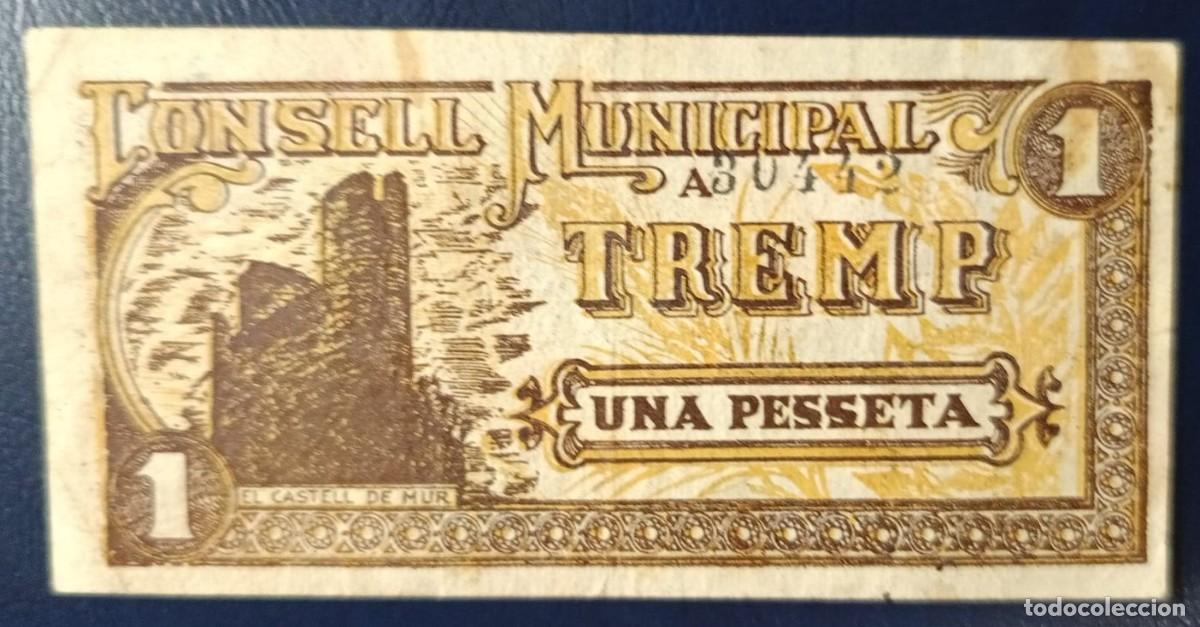 CONSELL MUNICIPAL
1
A30442
TREMP
UNA PESSETA
1
EL CASTELL DE MUR
todocoleccion